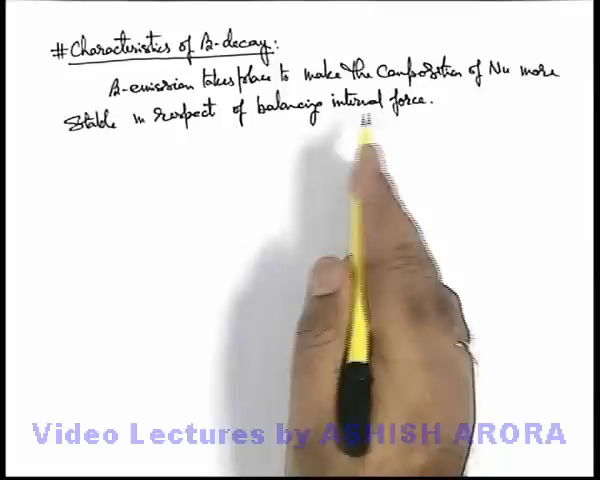 # Characteristics of β-decay :
β-emission takes place to make the Composition of Nu more
Stable in respect of balancing internal force.
Video Lectures by ASHISH ARORA